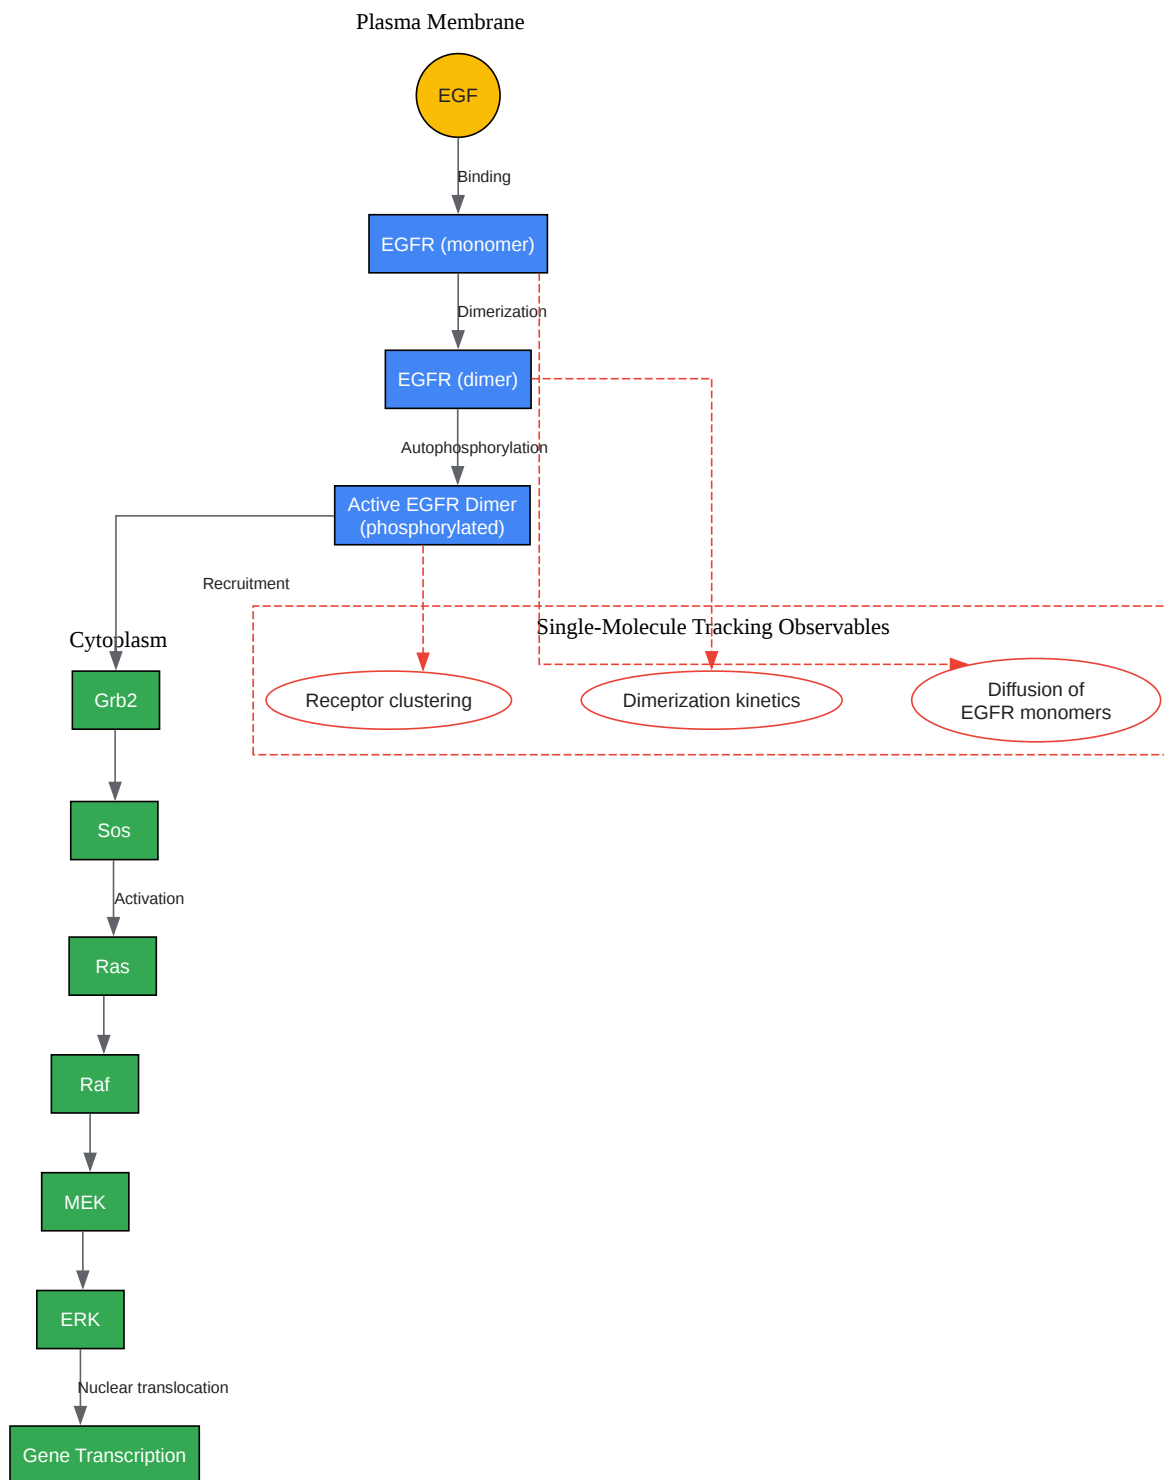 Plasma Membrane
EGF
Binding
EGFR (monomer)
Dimerization
EGFR (dimer)
Autophosphorylation
Active EGFR Dimer
(phosphorylated)
Recruitment
Cytoplasm
Single-Molecule Tracking Observables
Grb2
Receptor clustering
Dimerization kinetics
Diffusion of
EGFR monomers
Sos
Activation
Ras
Raf
MEK
ERK
Nuclear translocation
Gene Transcription